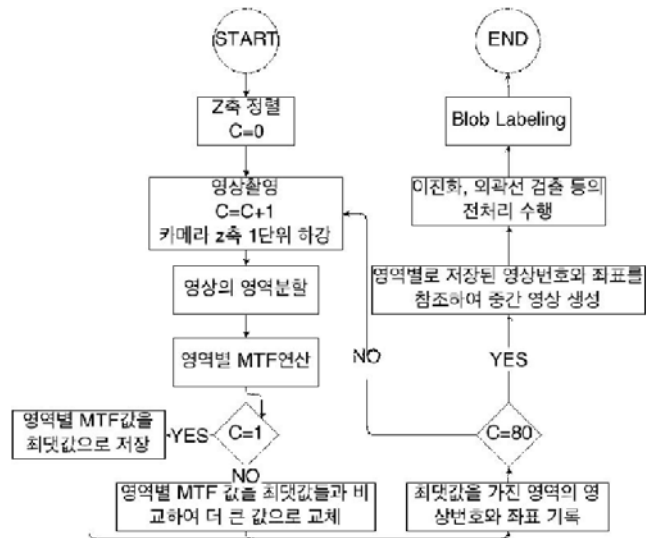 START
Z축 정렬
C=0
영상촬영
C=C+1
카메라 z축 1단위 하강
영상의 영역분할
영역별 MTF연산
C=1
YES
영역별 MTF값을
최댓값으로 저장
NO
영역별 MTF 값을 최댓값들과 비
교하여 더 큰 값으로 교체
최댓값을 가진 영역의 영
상번호와 좌표 기록
C=80
NO
YES
영역별로 저장된 영상번호와 좌표를
참조하여 중간 영상 생성
이진화, 외곽선 검출 등의
전처리 수행
Blob Labeling
END